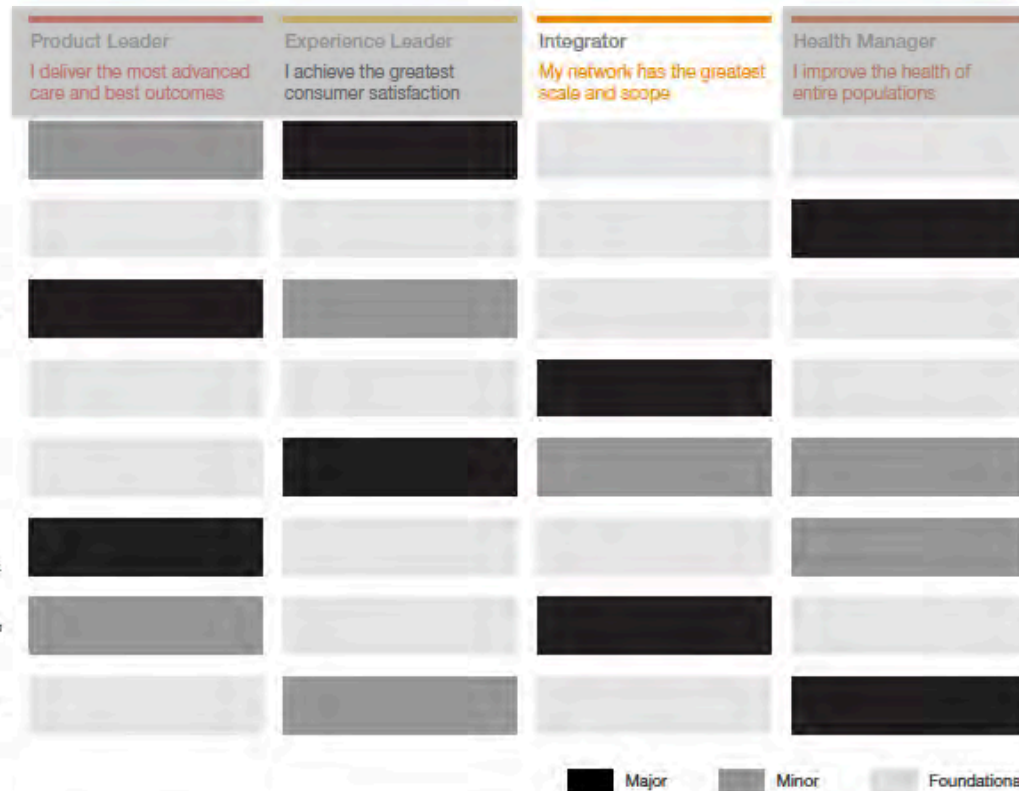 Product Leader
I deliver the most advanced
care and best outcomes
Experience Leader
I achieve the greatest
consumer satisfaction
Integrator
My network has the greatest
scale and scope
Health Manager
I improve the health of
entire populations
Major
Minor
Foundationa